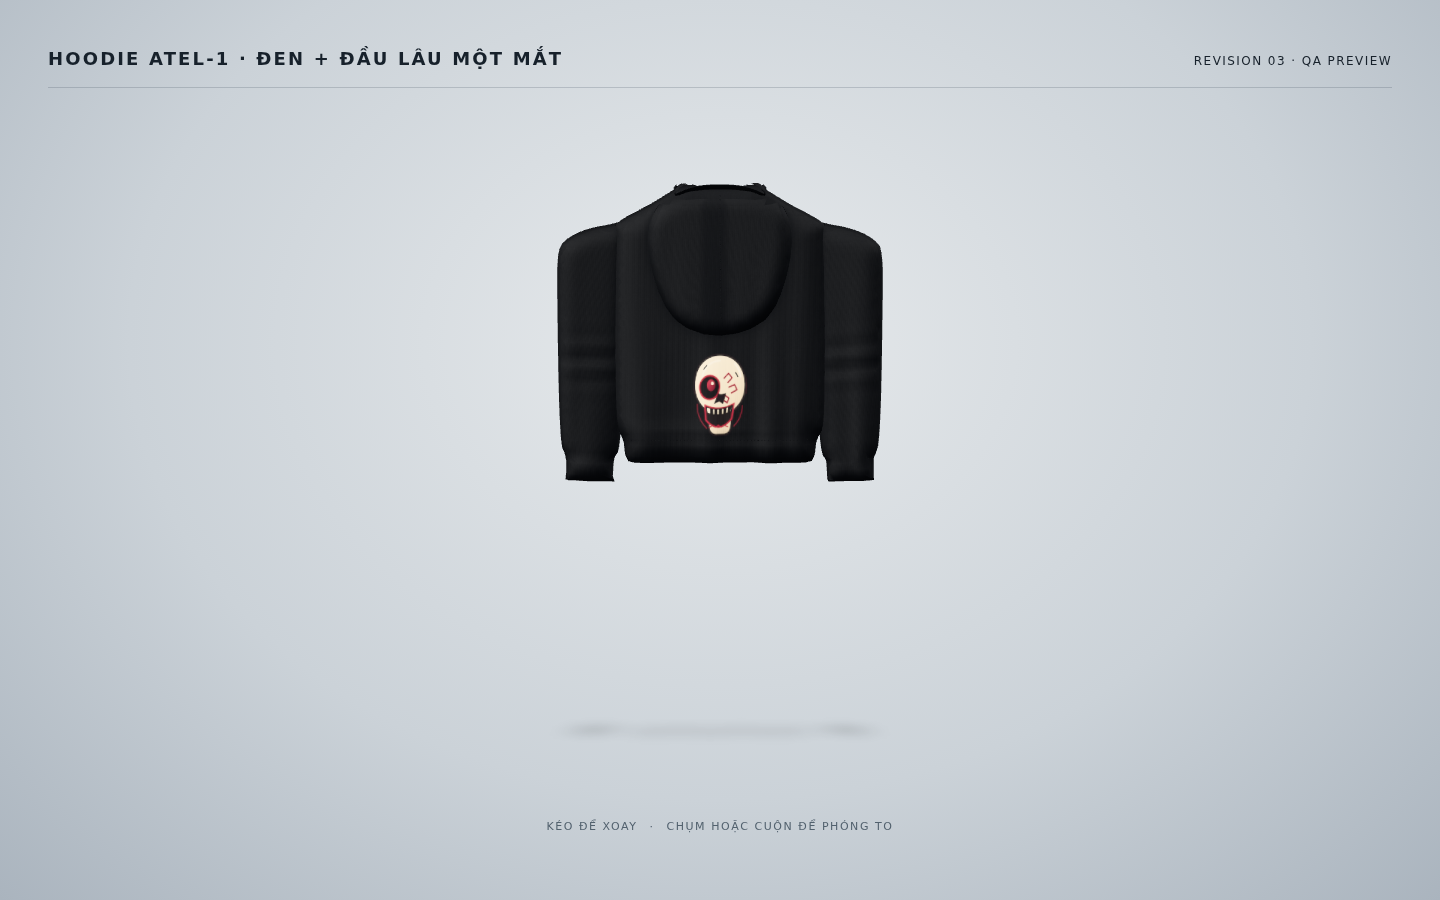 HOODIE ATEL-1 · ĐEN + ĐẦU LÂU MỘT MẮT
REVISION 03 · QA PREVIEW
KÉO ĐỂ XOAY · CHỤM HOẶC CUỘN ĐỂ PHÓNG TO